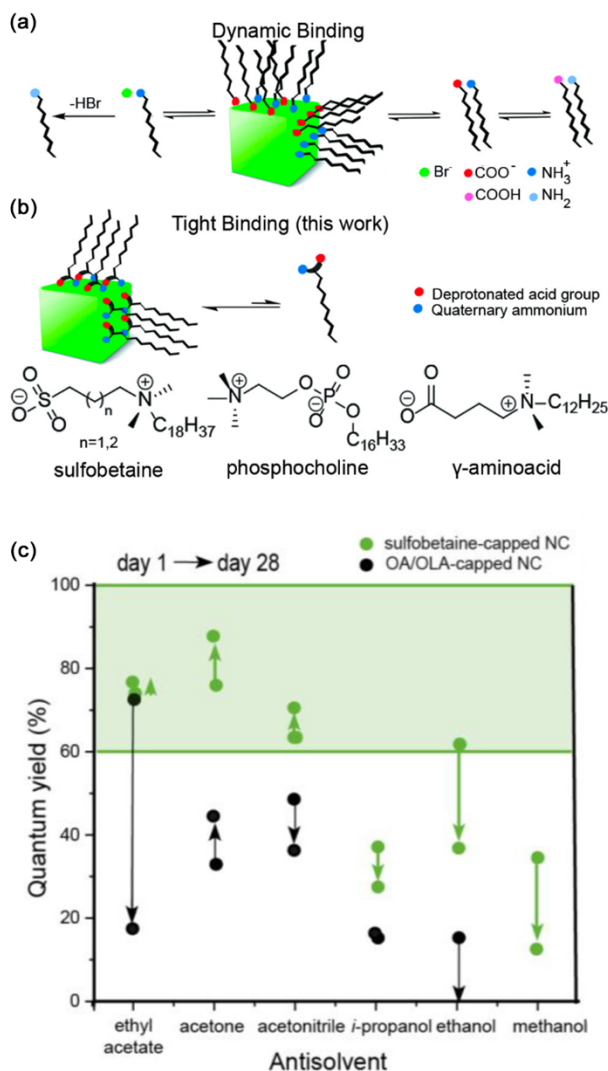 (a)
Dynamic Binding
-HBr
Br⁻ COO⁻ NH₃⁺
COOH NH₂
(b)
Tight Binding (this work)
Deprotonated acid group
Quaternary ammonium
O O S O ⊖ n N ⊕ C₁₈H₃₇
n=1,2
sulfobetaine
N ⊕ O O P O ⊖ O C₁₆H₃₃
phosphocholine
O ⊖ O N ⊕ C₁₂H₂₅
γ-aminoacid
(c)
day 1 → day 28
sulfobetaine-capped NC
OA/OLA-capped NC
Quantum yield (%)
100
80
60
40
20
0
ethyl acetate
acetone
acetonitrile
i-propanol
ethanol
methanol
Antisolvent